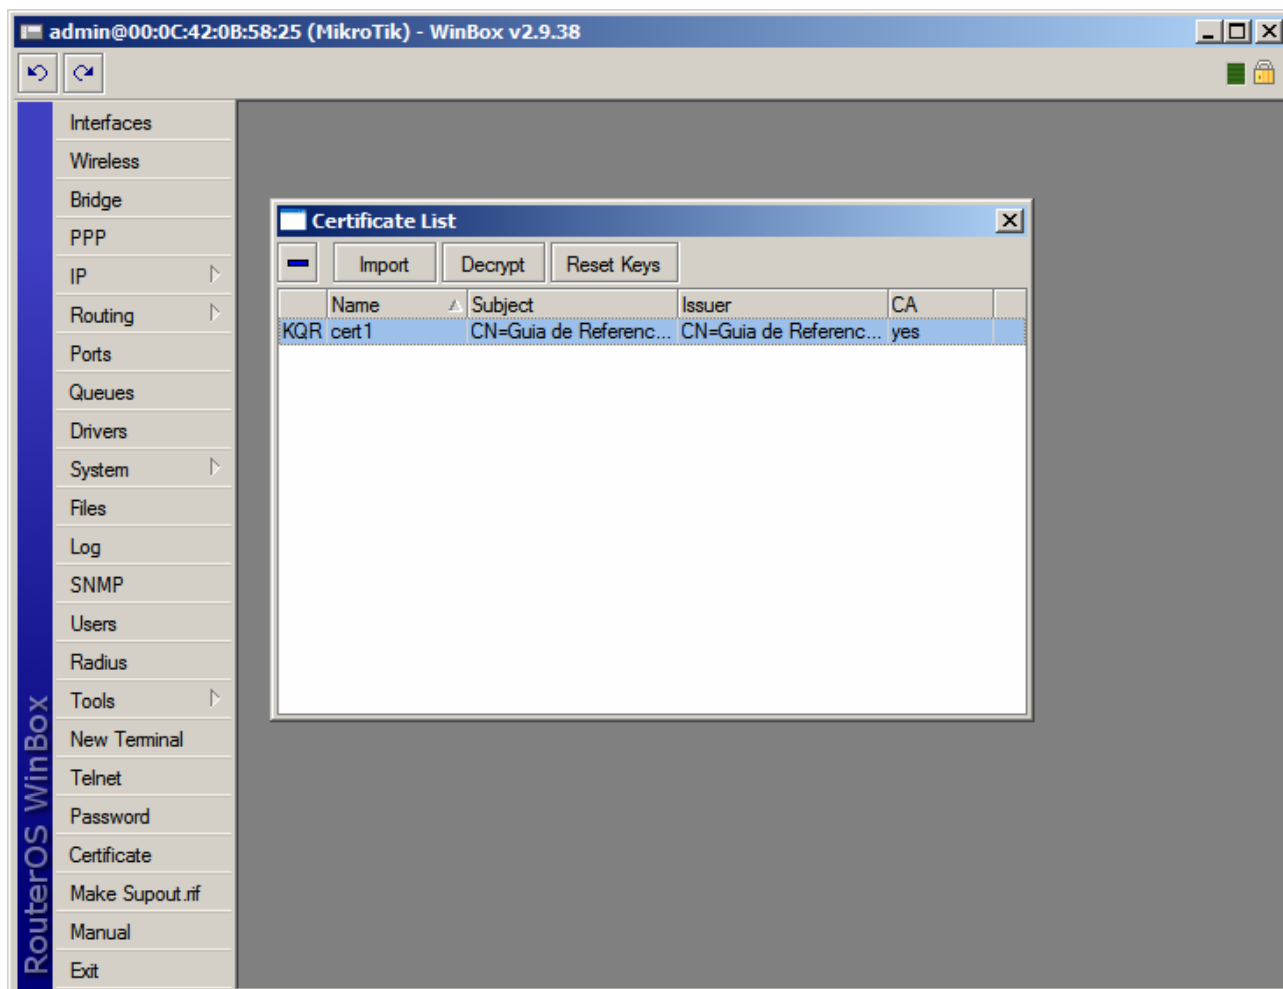 admin@00:0C:42:0B:58:25 (MikroTik) - WinBox v2.9.38
Interfaces
Wireless
Bridge
PPP
IP
Routing
Ports
Queues
Drivers
System
Files
Log
SNMP
Users
Radius
Tools
New Terminal
Telnet
Password
Certificate
Make Supout.rif
Manual
Exit
RouterOS WinBox
Certificate List
Import Decrypt Reset Keys
Name Subject Issuer CA
KQR cert1 CN=Guia de Referenc... CN=Guia de Referenc... yes